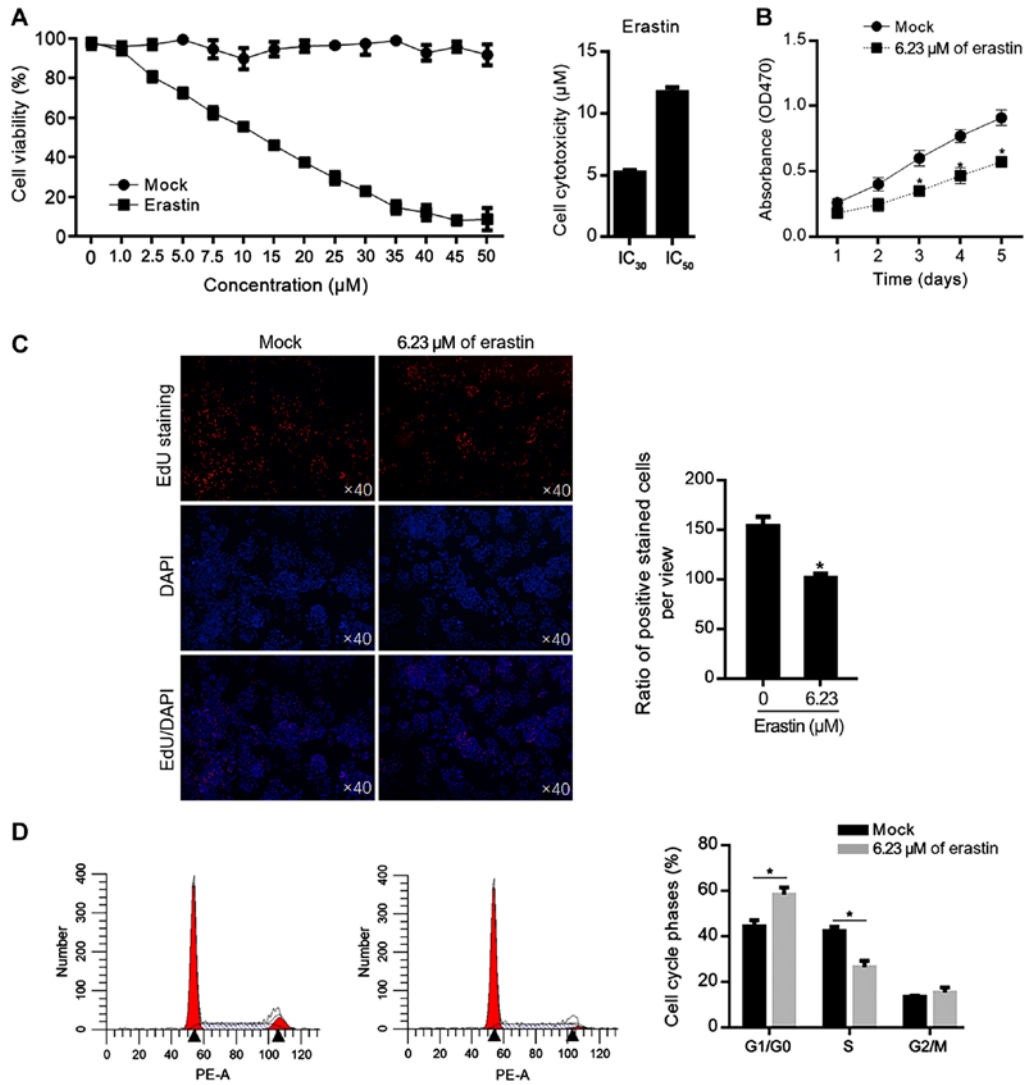 A
Cell viability (%)
100
80
60
40
20
0
Mock
Erastin
0 1.0 2.5 5.0 7.5 10 15 20 25 30 35 40 45 50
Concentration (µM)
Erastin
Cell cytotoxicity (µM)
15
10
5
0
IC30 IC50
B
Mock
6.23 µM of erastin
Absorbance (OD470)
1.5
1.0
0.5
0.0
* * *
1 2 3 4 5
Time (days)
C
Mock 6.23 µM of erastin
EdU staining
×40 ×40
DAPI
×40 ×40
EdU/DAPI
×40 ×40
Ratio of positive stained cells
per view
200
150
100
50
0
*
0 6.23
Erastin (µM)
D
Number
400
300
200
100
0
0 20 40 60 80 100 120
PE-A
Number
400
300
200
100
0
0 20 40 60 80 100 120
PE-A
Mock
6.23 µM of erastin
Cell cycle phases (%)
80
60
40
20
0
* *
G1/G0 S G2/M